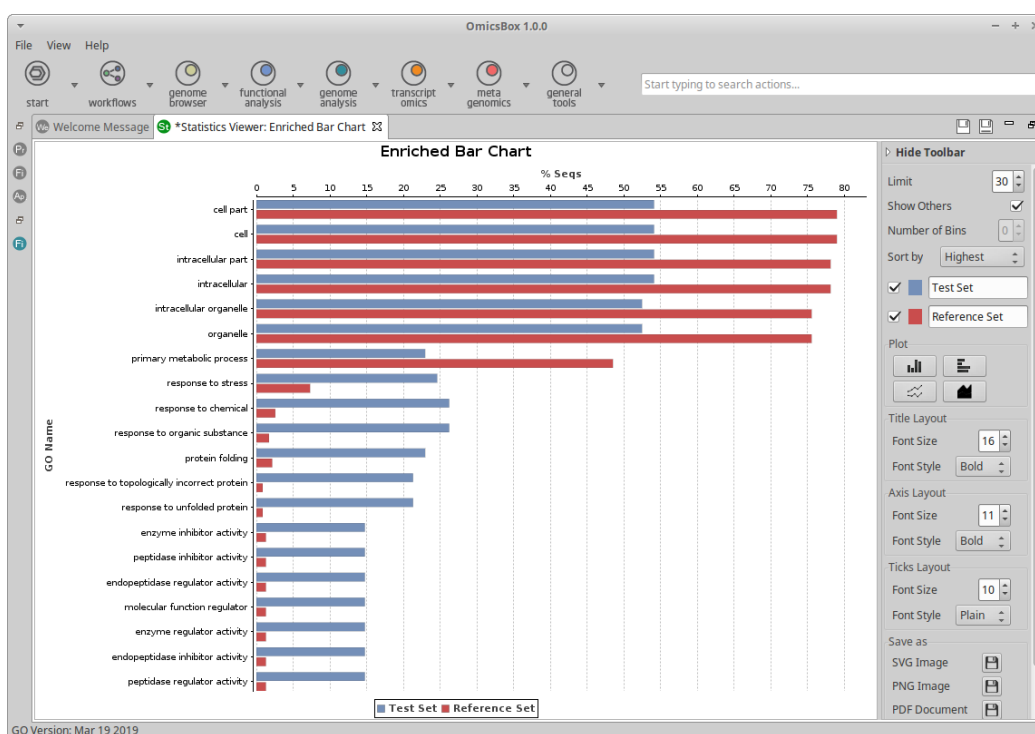 OmicsBox 1.0.0
File View Help
start workflows genome browser functional analysis genome analysis transcript omics meta genomics general tools Start typing to search actions...
We Welcome Message St *Statistics Viewer: Enriched Bar Chart
Pr
Fi
Ap
Fi
Enriched Bar Chart
% Seqs
0 5 10 15 20 25 30 35 40 45 50 55 60 65 70 75 80
GO Name
cell part
cell
intracellular part
intracellular
intracellular organelle
organelle
primary metabolic process
response to stress
response to chemical
response to organic substance
protein folding
response to topologically incorrect protein
response to unfolded protein
enzyme inhibitor activity
peptidase inhibitor activity
endopeptidase regulator activity
molecular function regulator
enzyme regulator activity
endopeptidase inhibitor activity
peptidase regulator activity
Test Set Reference Set
Hide Toolbar
Limit 30
Show Others
Number of Bins 0
Sort by Highest
Test Set
Reference Set
Plot
Title Layout
Font Size 16
Font Style Bold
Axis Layout
Font Size 11
Font Style Bold
Ticks Layout
Font Size 10
Font Style Plain
Save as
SVG Image
PNG Image
PDF Document
GO Version: Mar 19 2019